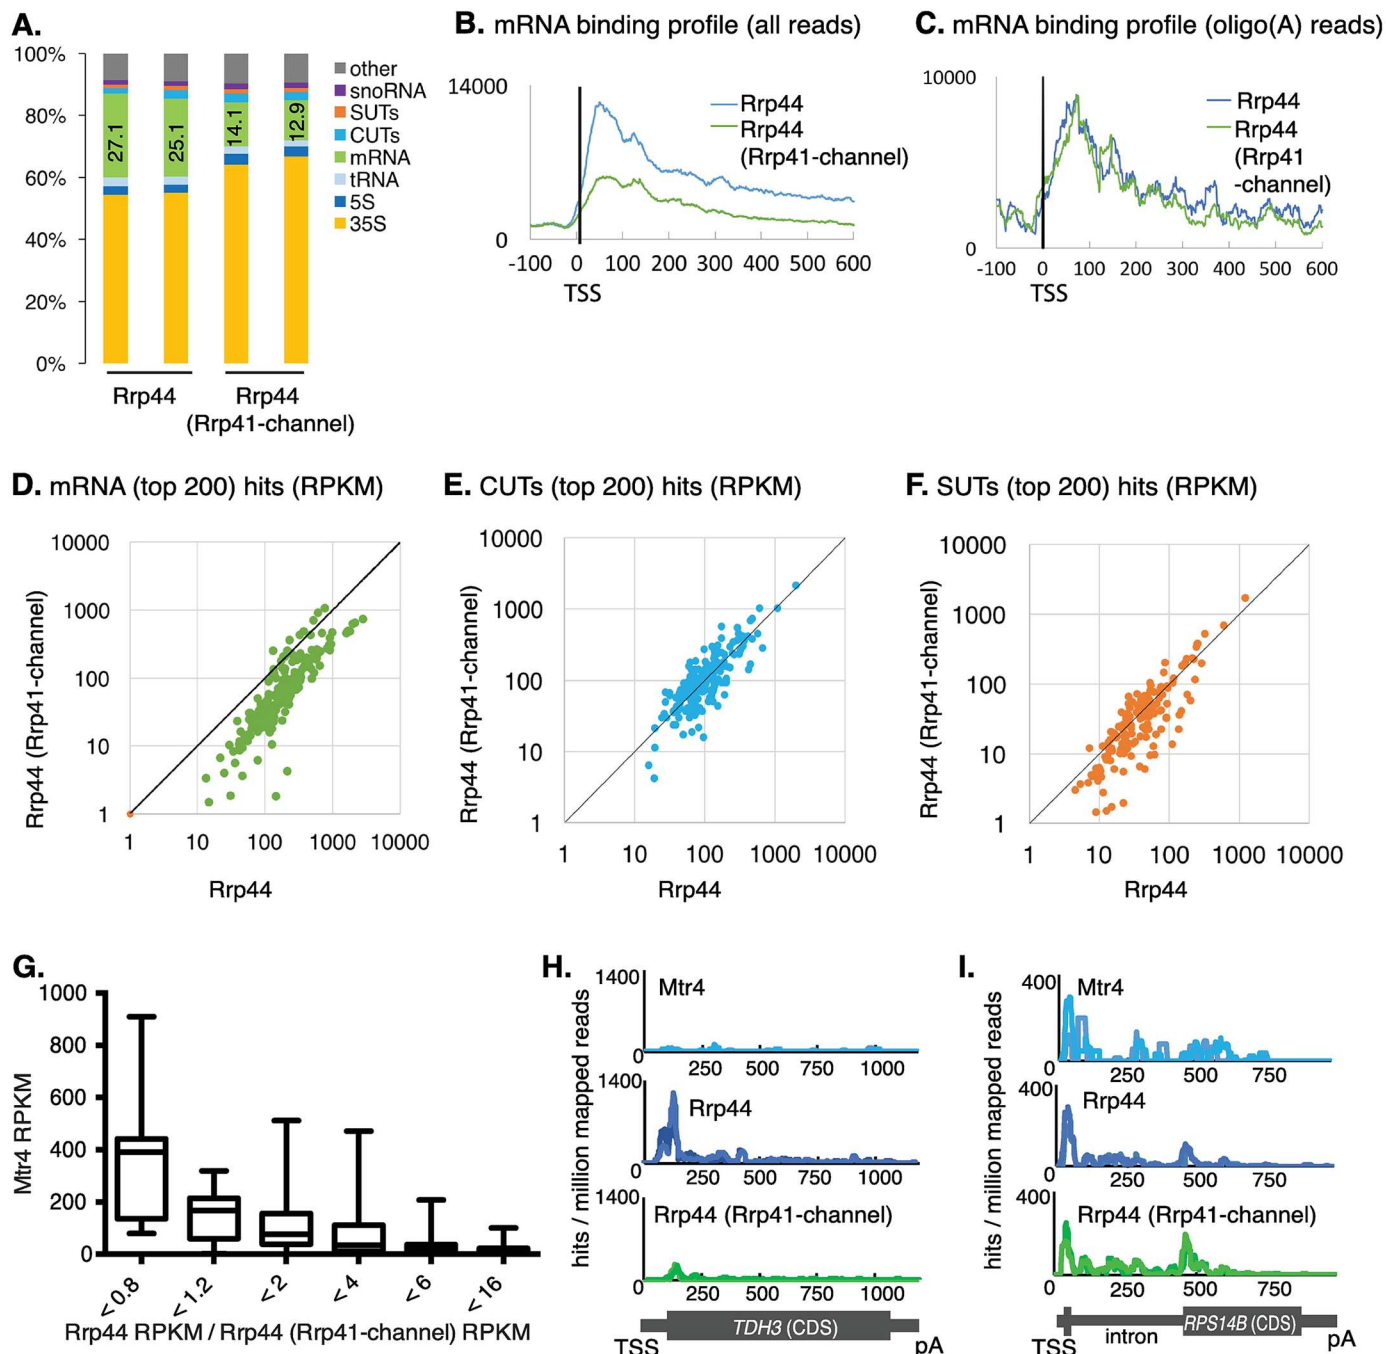 A.
100%
80%
60%
40%
20%
0%
27.1
25.1
14.1
12.9
other
snoRNA
SUTs
CUTs
mRNA
tRNA
5S
35S
Rrp44
Rrp44
(Rrp41-channel)
B. mRNA binding profile (all reads)
14000
0
Rrp44
Rrp44
(Rrp41-channel)
-100 0 100 200 300 400 500 600
TSS
C. mRNA binding profile (oligo(A) reads)
10000
0
Rrp44
Rrp44
(Rrp41
-channel)
-100 0 100 200 300 400 500 600
TSS
D. mRNA (top 200) hits (RPKM)
Rrp44 (Rrp41-channel)
10000
1000
100
10
1
1 10 100 1000 10000
Rrp44
E. CUTs (top 200) hits (RPKM)
Rrp44 (Rrp41-channel)
10000
1000
100
10
1
1 10 100 1000 10000
Rrp44
F. SUTs (top 200) hits (RPKM)
Rrp44 (Rrp41-channel)
10000
1000
100
10
1
1 10 100 1000 10000
Rrp44
G.
Mtr4 RPKM
1000
800
600
400
200
0
< 0.8 < 1.2 < 2 < 4 < 6 < 16
Rrp44 RPKM / Rrp44 (Rrp41-channel) RPKM
H.
hits / million mapped reads
1400
Mtr4
0
250 500 750 1000
1400
Rrp44
0
250 500 750 1000
1400
Rrp44 (Rrp41-channel)
0
250 500 750 1000
TDH3 (CDS)
TSS
pA
I.
hits / million mapped reads
400
Mtr4
0
250 500 750
400
Rrp44
0
250 500 750
400
Rrp44 (Rrp41-channel)
0
250 500 750
RPS14B (CDS)
intron
TSS
pA